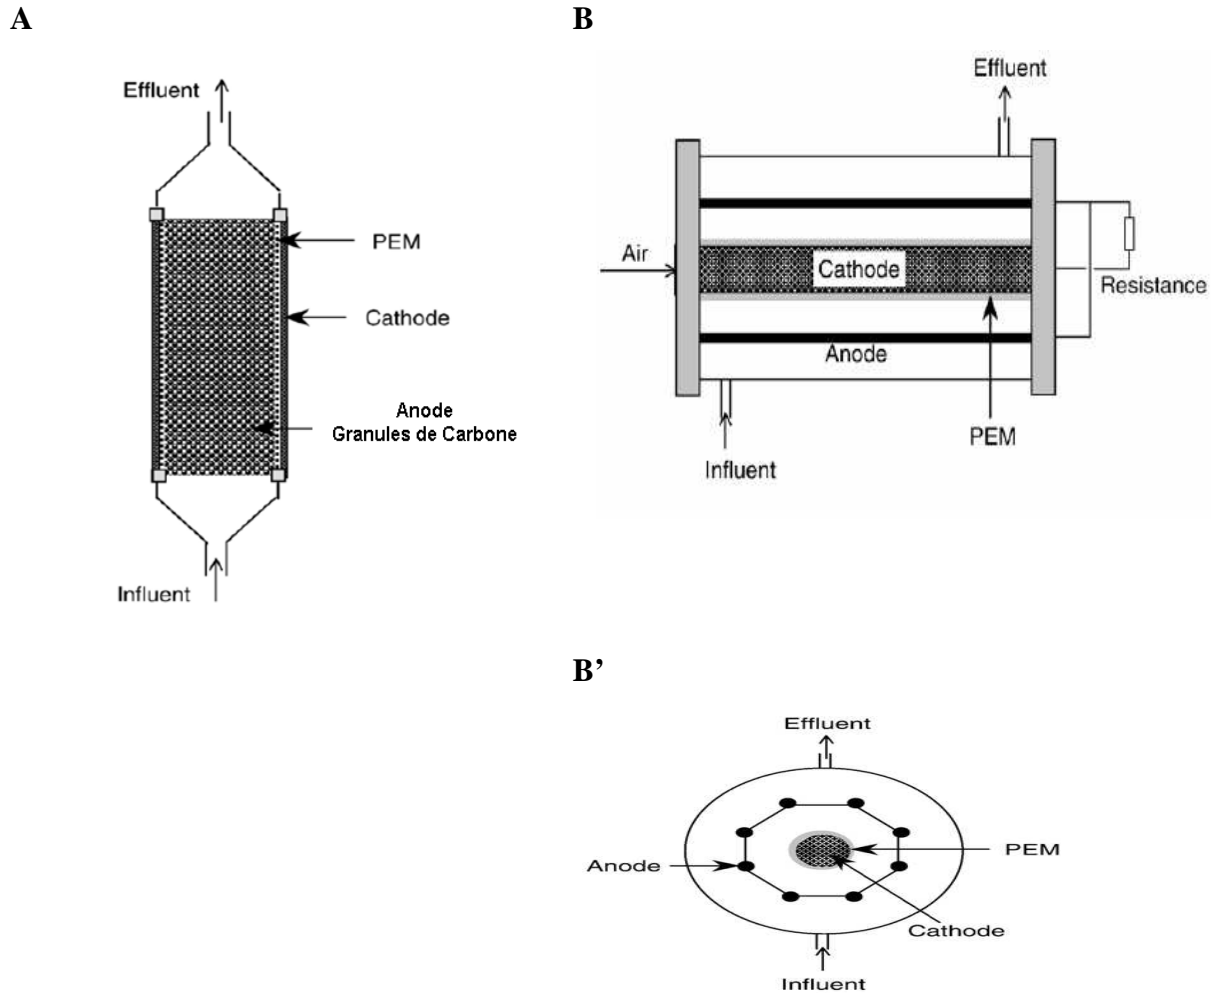 A
Effluent
PEM
Cathode
Anode
Granules de Carbone
Influent
B
Effluent
Air
Cathode
Resistance
Anode
PEM
Influent
B’
Effluent
PEM
Anode
Cathode
Influent